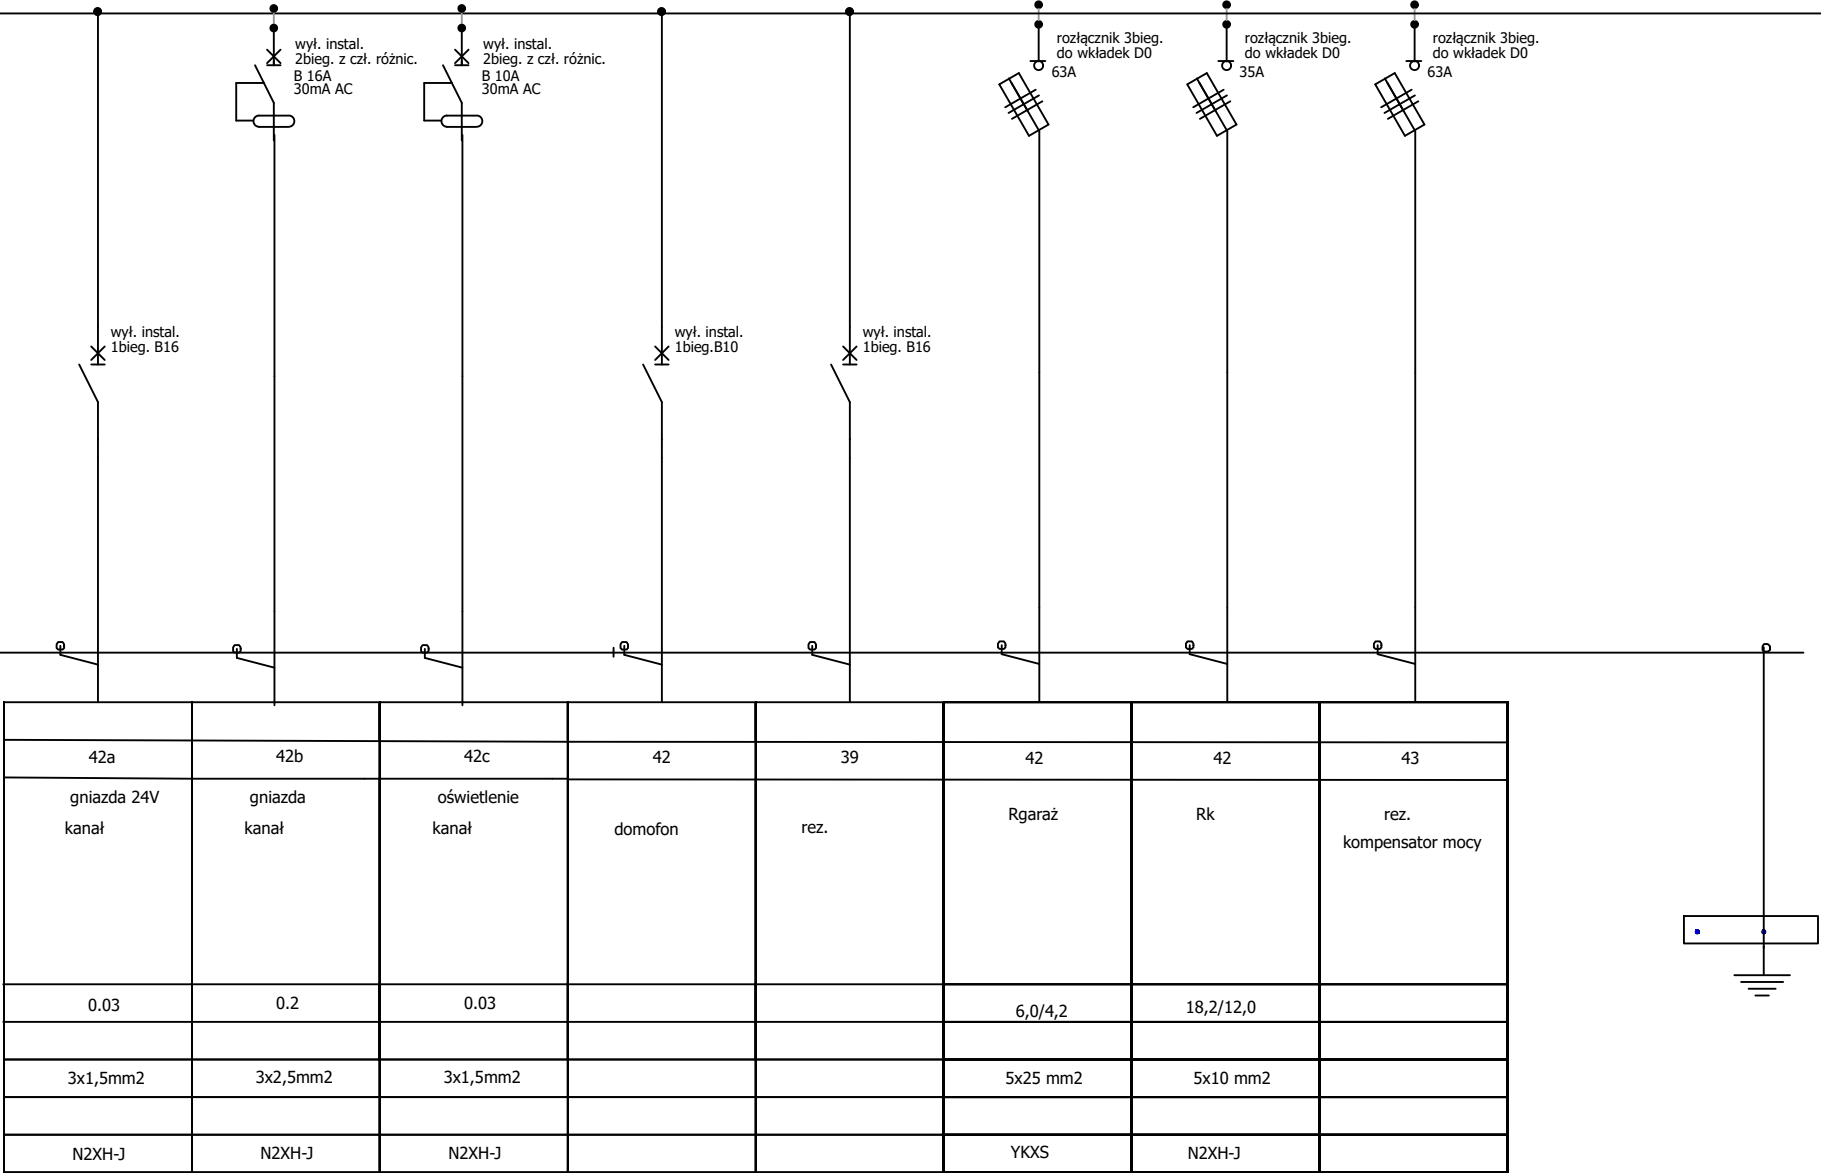 wył. instal.
2bieg. z czł. różnic.
B 16A
30mA AC
wył. instal.
2bieg. z czł. różnic.
B 10A
30mA AC
rozłącznik 3bieg.
do wkładek D0
63A
rozłącznik 3bieg.
do wkładek D0
35A
rozłącznik 3bieg.
do wkładek D0
63A
wył. instal.
1bieg. B16
wył. instal.
1bieg.B10
wył. instal.
1bieg. B16
42a
42b
42c
42
39
42
42
43
gniazda 24V
kanał
gniazda
kanał
oświetlenie
kanał
domofon
rez.
Rgaraż
Rk
rez.
kompensator mocy
0.03
0.2
0.03
6,0/4,2
18,2/12,0
3x1,5mm2
3x2,5mm2
3x1,5mm2
5x25 mm2
5x10 mm2
N2XH-J
N2XH-J
N2XH-J
YKXS
N2XH-J